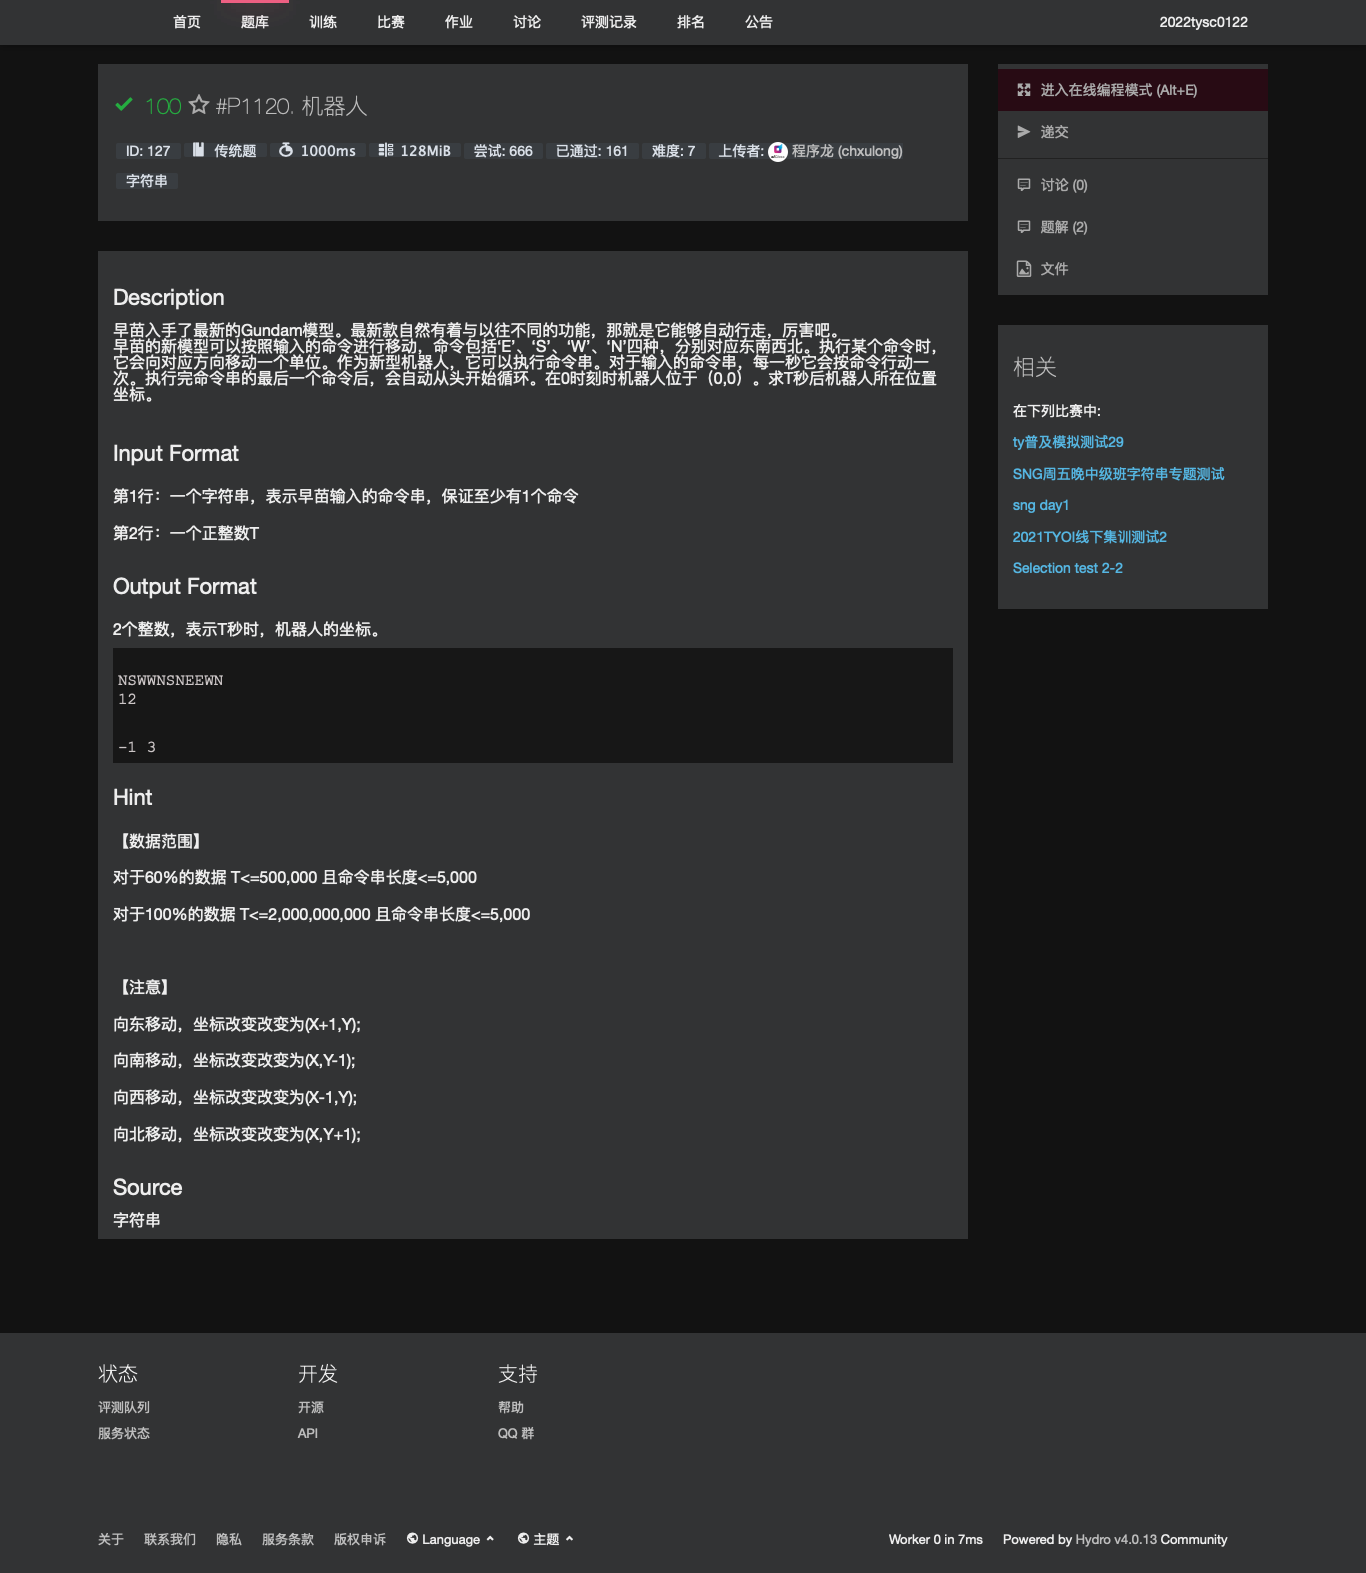 首页 题库 训练 比赛 作业 讨论 评测记录 排名 公告 2022tysc0122
100 #P1120. 机器人
ID: 127 传统题 1000ms 128MiB 尝试: 666 已通过: 161 难度: 7 上传者: 程序龙 (chxulong)
字符串
Description
早苗入手了最新的Gundam模型。最新款自然有着与以往不同的功能，那就是它能够自动行走，厉害吧。
早苗的新模型可以按照输入的命令进行移动，命令包括‘E’、‘S’、‘W’、‘N’四种，分别对应东南西北。执行某个命令时，
它会向对应方向移动一个单位。作为新型机器人，它可以执行命令串。对于输入的命令串，每一秒它会按命令行动一
次。执行完命令串的最后一个命令后，会自动从头开始循环。在0时刻时机器人位于（0,0）。求T秒后机器人所在位置
坐标。
Input Format
第1行：一个字符串，表示早苗输入的命令串，保证至少有1个命令
第2行：一个正整数T
Output Format
2个整数，表示T秒时，机器人的坐标。
NSWWNSNEEWN
12
-1 3
Hint
【数据范围】
对于60%的数据 T<=500,000 且命令串长度<=5,000
对于100%的数据 T<=2,000,000,000 且命令串长度<=5,000
【注意】
向东移动，坐标改变改变为(X+1,Y);
向南移动，坐标改变改变为(X,Y-1);
向西移动，坐标改变改变为(X-1,Y);
向北移动，坐标改变改变为(X,Y+1);
Source
字符串
进入在线编程模式 (Alt+E)
递交
讨论 (0)
题解 (2)
文件
相关
在下列比赛中:
ty普及模拟测试29
SNG周五晚中级班字符串专题测试
sng day1
2021TYOI线下集训测试2
Selection test 2-2
状态
评测队列
服务状态
开发
开源
API
支持
帮助
QQ 群
关于 联系我们 隐私 服务条款 版权申诉 Language 主题 Worker 0 in 7ms Powered by Hydro v4.0.13 Community